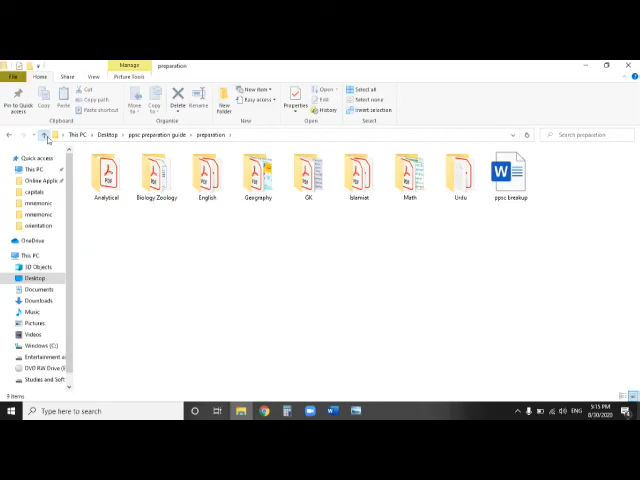 Manage preparation
File Home Share View Picture Tools
Pin to Quick access
Copy
Paste
Cut
Copy path
Paste shortcut
Move to
Copy to
Delete
Rename
New folder
New item
Easy access
Properties
Open
Edit
History
Select all
Select none
Invert selection
Clipboard Organize New Open Select
This PC Desktop ppsc preparation guide preparation
Search preparation
Quick access
This PC
Online Applic
capitals
mnemonic
mnemonic
orientation
OneDrive
This PC
3D Objects
Desktop
Documents
Downloads
Music
Pictures
Videos
Windows (C:)
Entertainment a
DVD RW Drive (
Studies and Soft
Analytical
Biology Zoology
English
Geography
GK
Islamiat
Math
Urdu
ppsc breakup
PDF
W
9 items
Type here to search
ENG
5:15 PM
8/30/2020